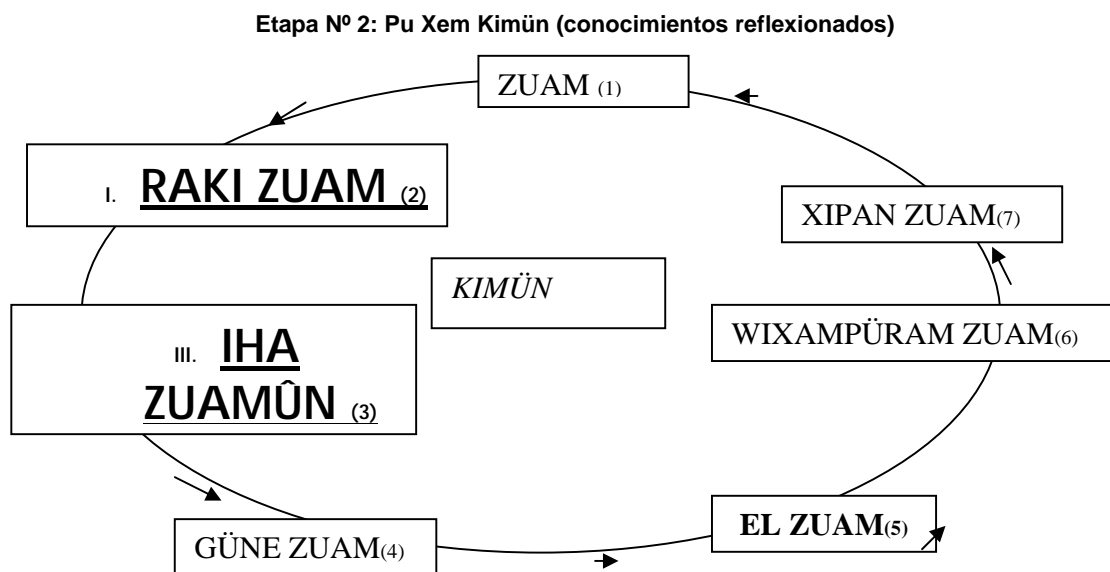 Etapa Nº 2: Pu Xem Kimün (conocimientos reflexionados)
ZUAM (1)
I. RAKI ZUAM (2)
XIPAN ZUAM(7)
KIMÜN
III. IHA
ZUAMÛN (3)
WIXAMPÜRAM ZUAM(6)
GÜNE ZUAM(4)
EL ZUAM(5)